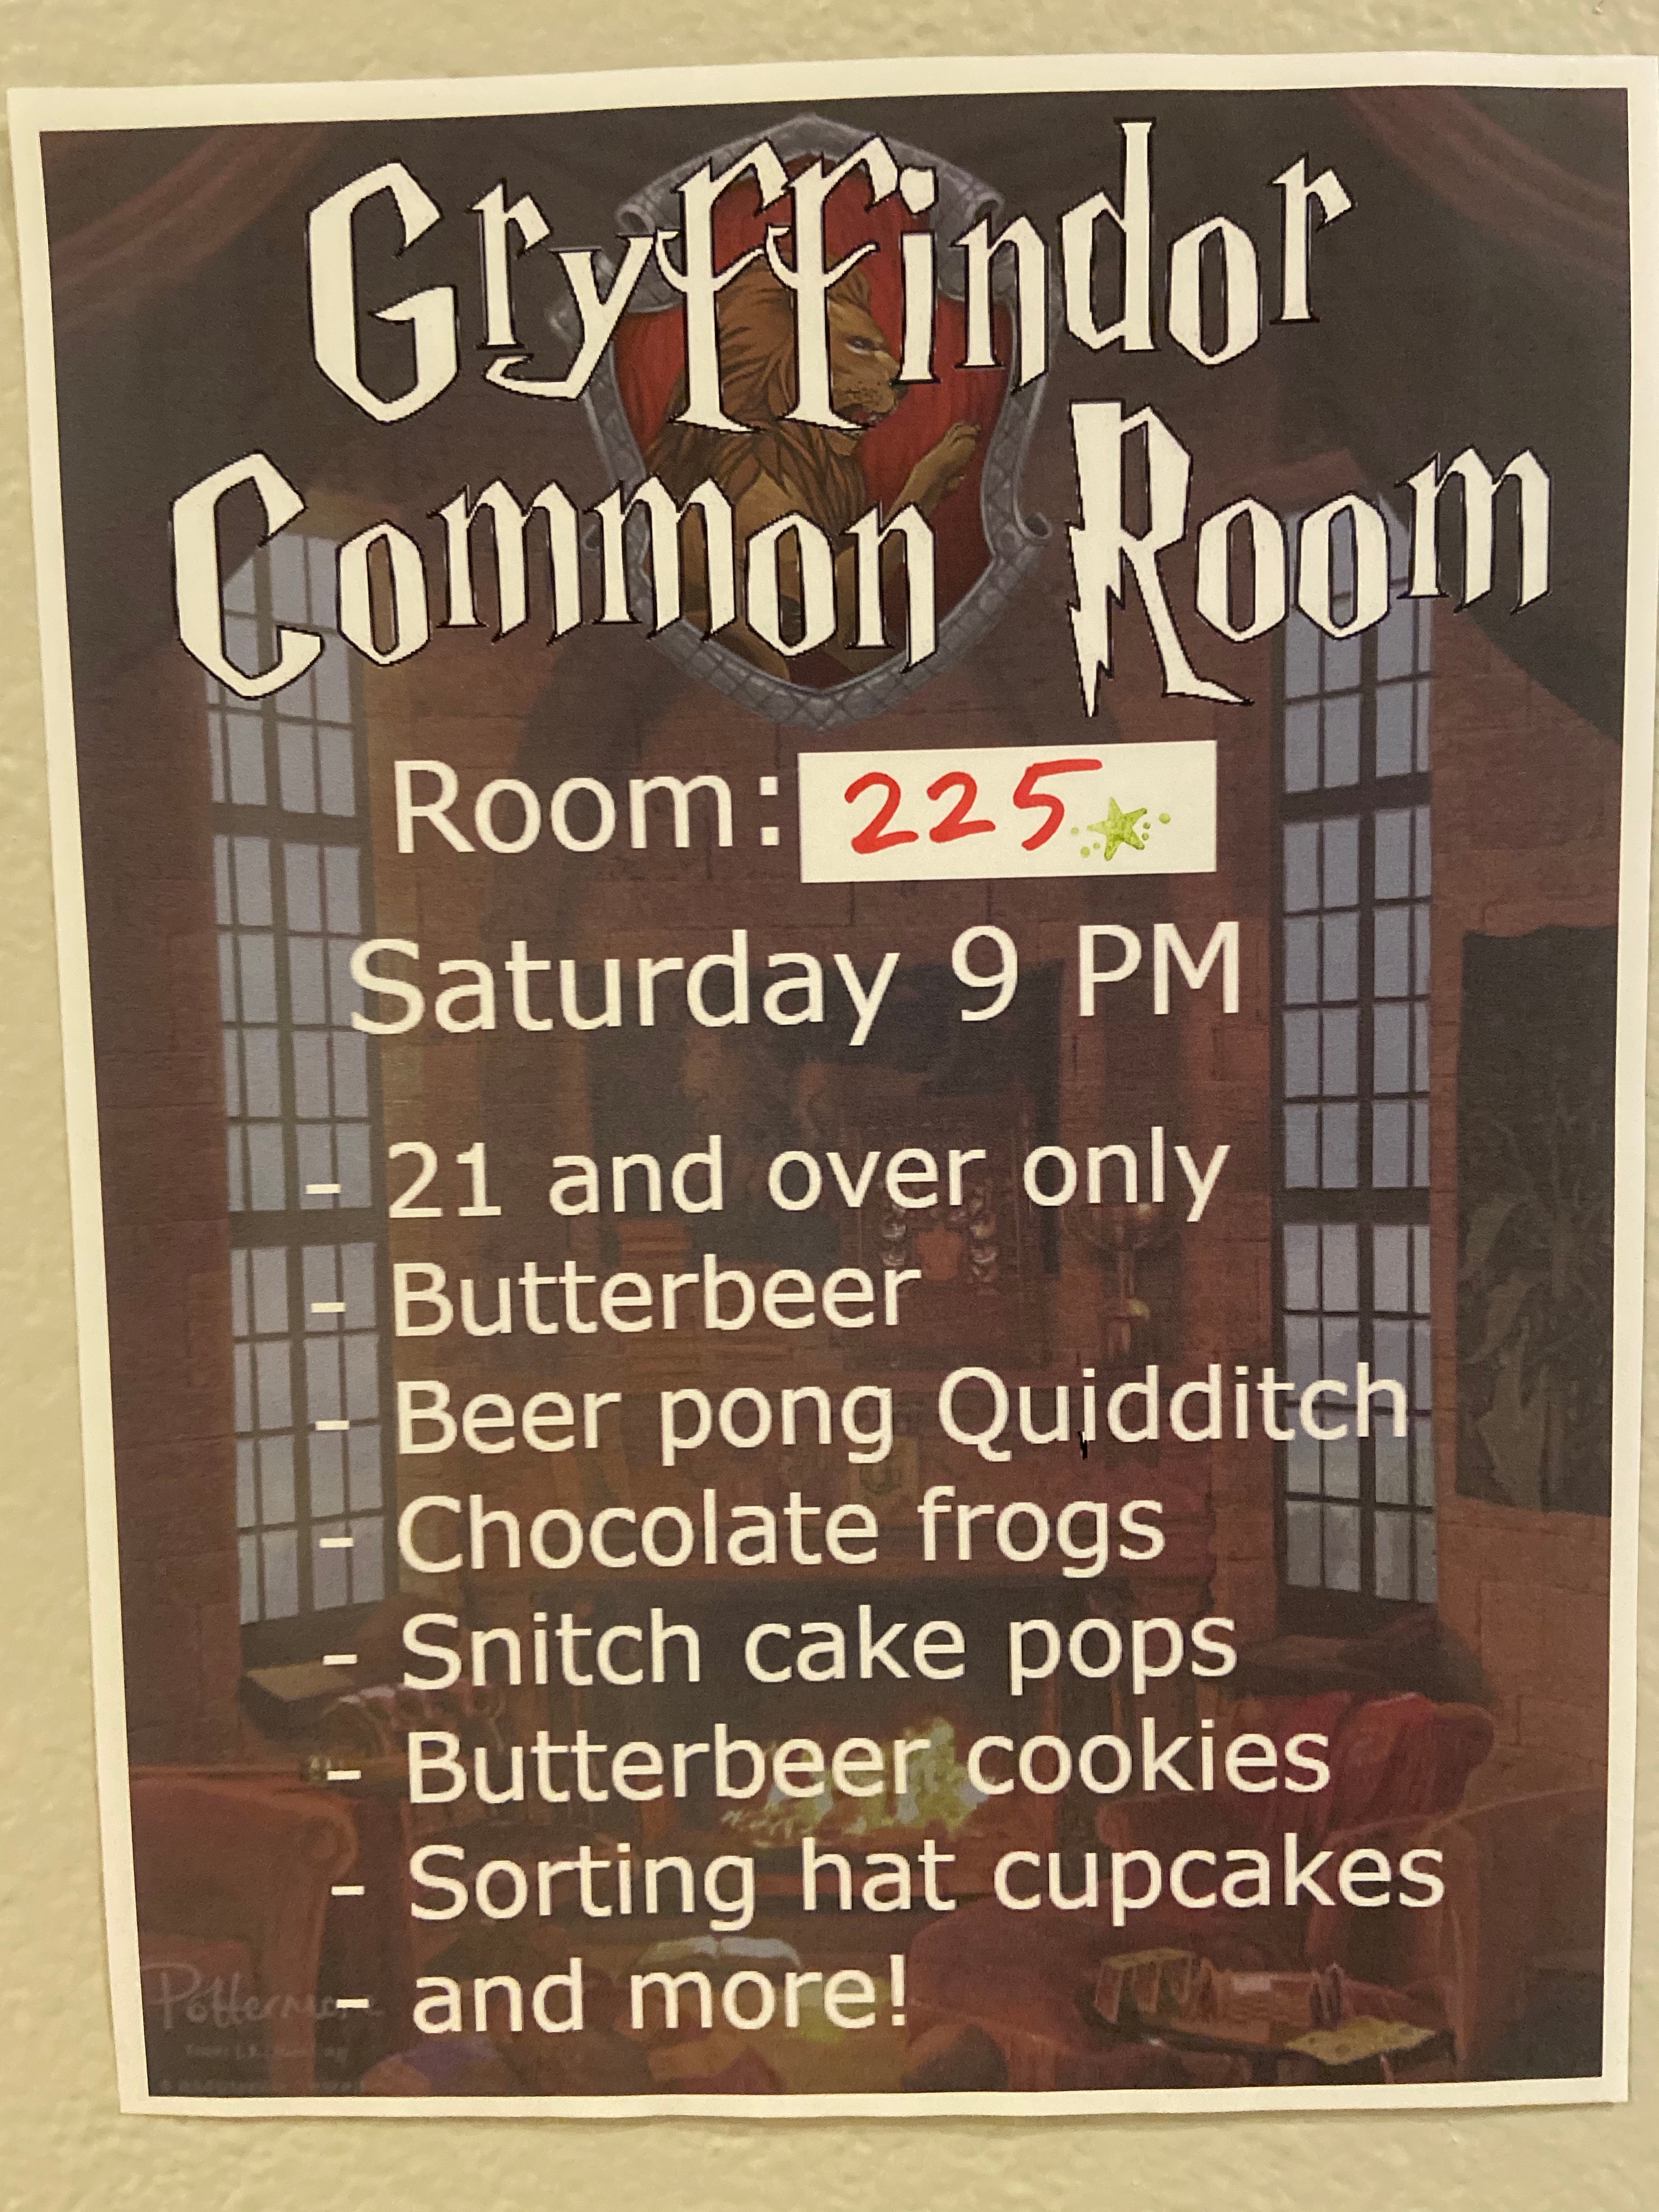 Gryffindor
Common Room
Room: 225
Saturday 9 PM
- 21 and over only
- Butterbeer
- Beer pong Quidditch
- Chocolate frogs
- Snitch cake pops
- Butterbeer cookies
- Sorting hat cupcakes
- and more!
Pottermore